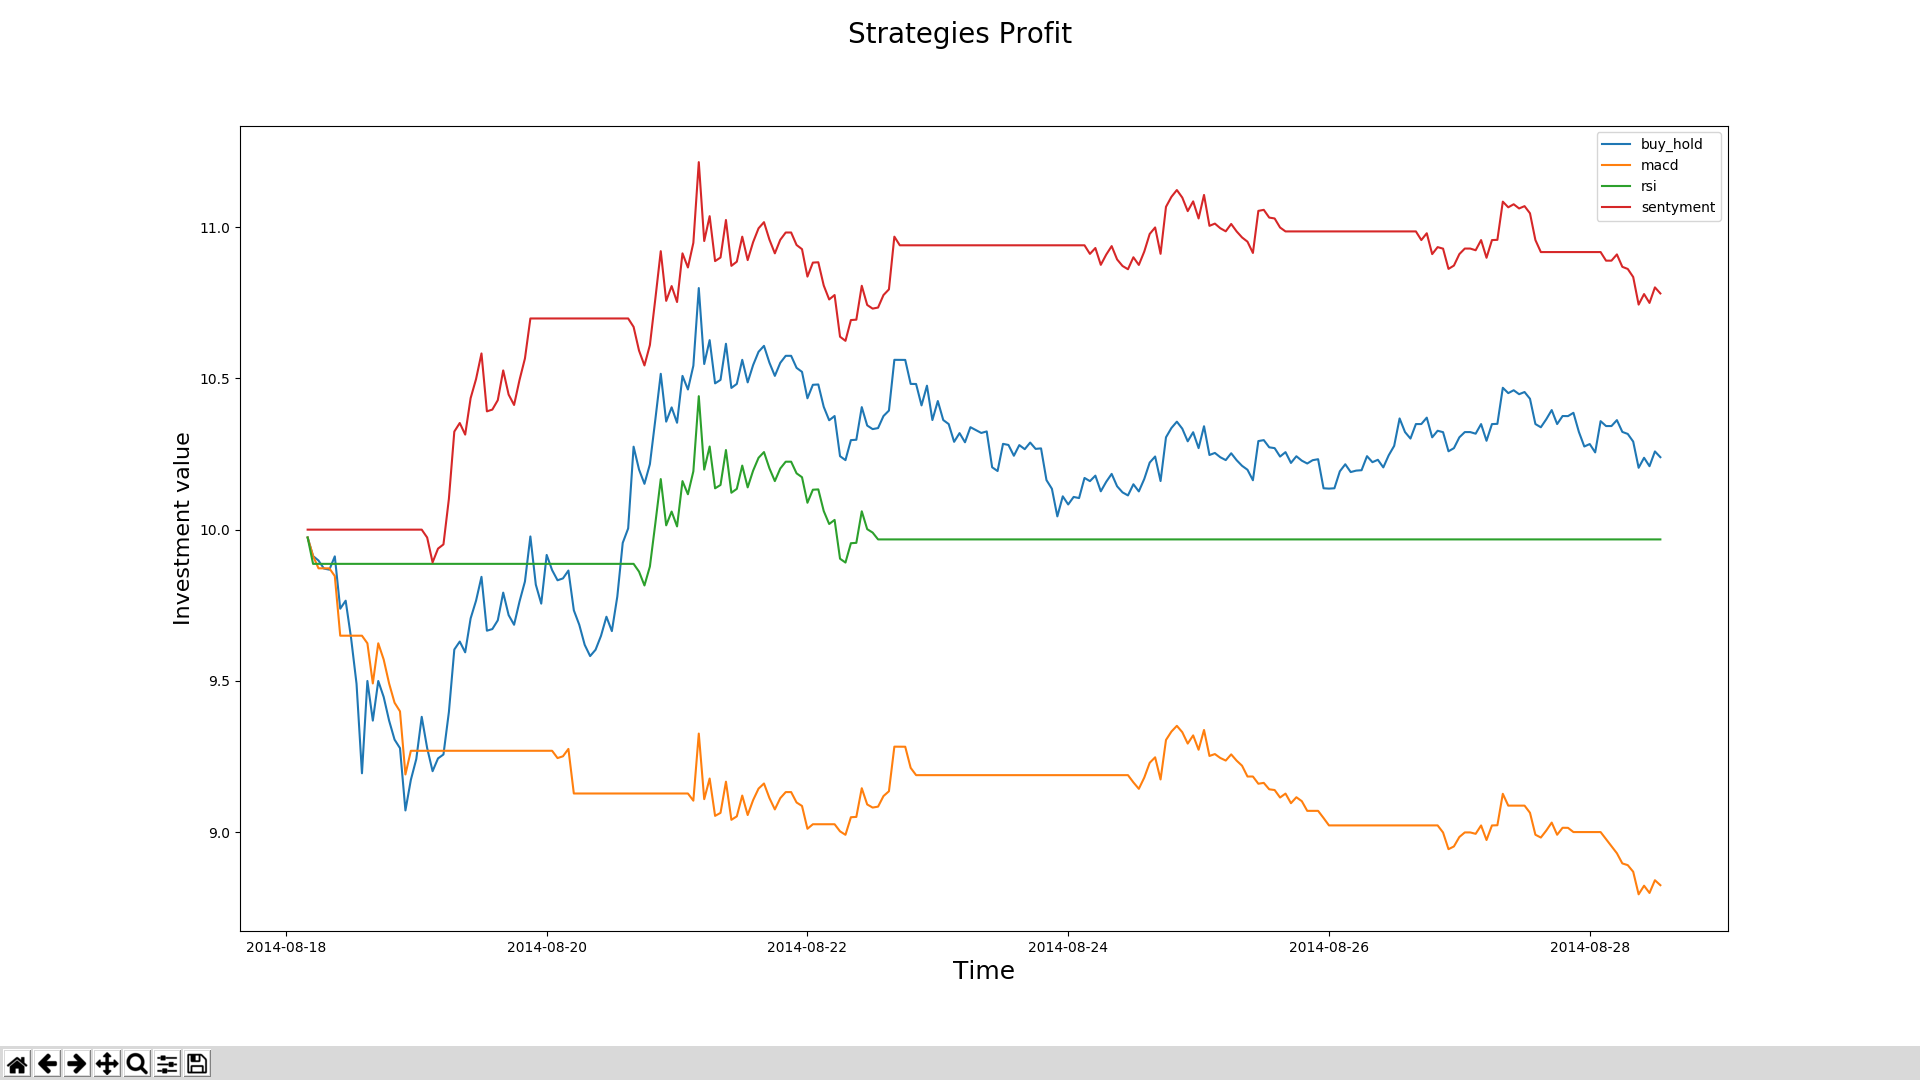 Strategies Profit
buy_hold
macd
rsi
sentyment
11.0
10.5
10.0
9.5
9.0
Investment value
2014-08-18 2014-08-20 2014-08-22 2014-08-24 2014-08-26 2014-08-28
Time